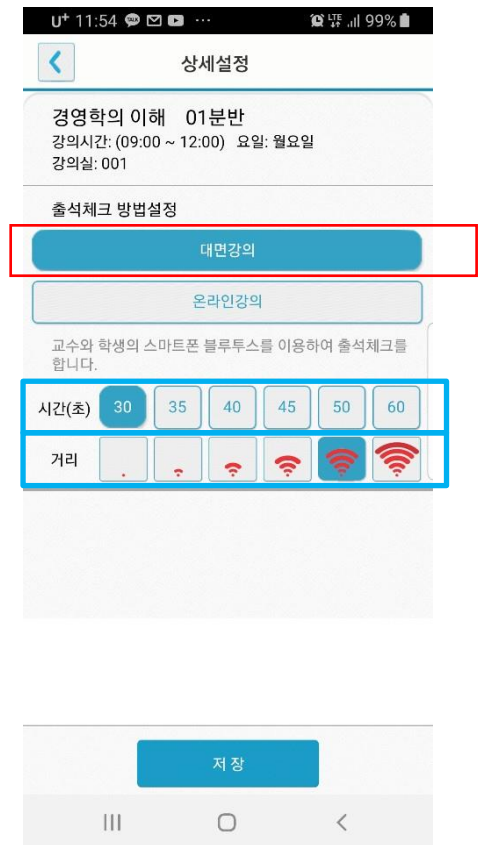 U+ 11:54 LTE 99%
상세설정
경영학의 이해 01분반
강의시간: (09:00 ~ 12:00) 요일: 월요일
강의실: 001
출석체크 방법설정
대면강의
온라인강의
교수와 학생의 스마트폰 블루투스를 이용하여 출석체크를
합니다.
시간(초) 30 35 40 45 50 60
거리
저장